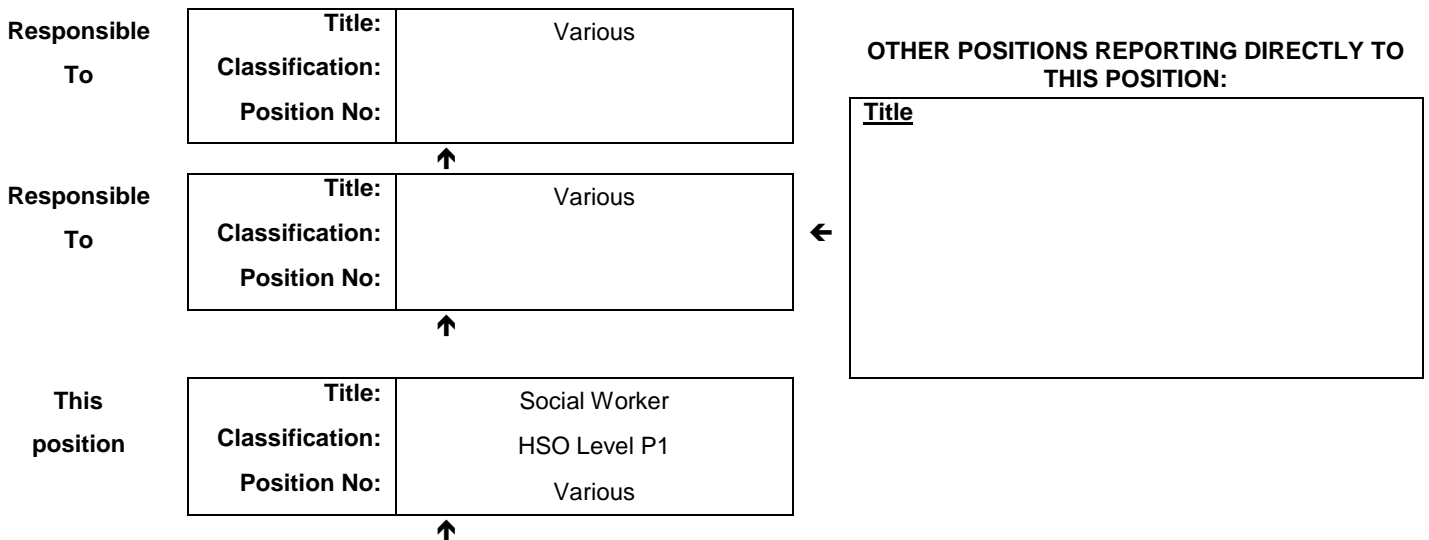 Responsible
To
Title:
Classification:
Position No:
Various
OTHER POSITIONS REPORTING DIRECTLY TO
THIS POSITION:
Title
Responsible
To
Title:
Classification:
Position No:
Various
This
position
Title:
Classification:
Position No:
Social Worker
HSO Level P1
Various